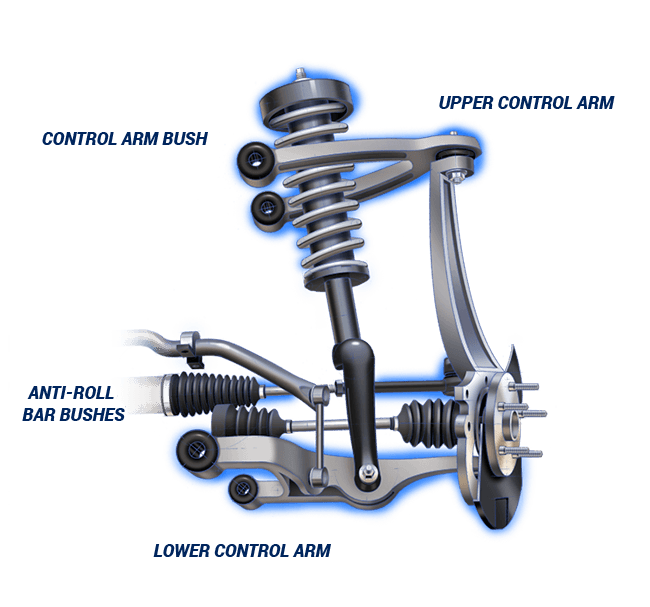 UPPER CONTROL ARM
CONTROL ARM BUSH
ANTI-ROLL
BAR BUSHES
LOWER CONTROL ARM